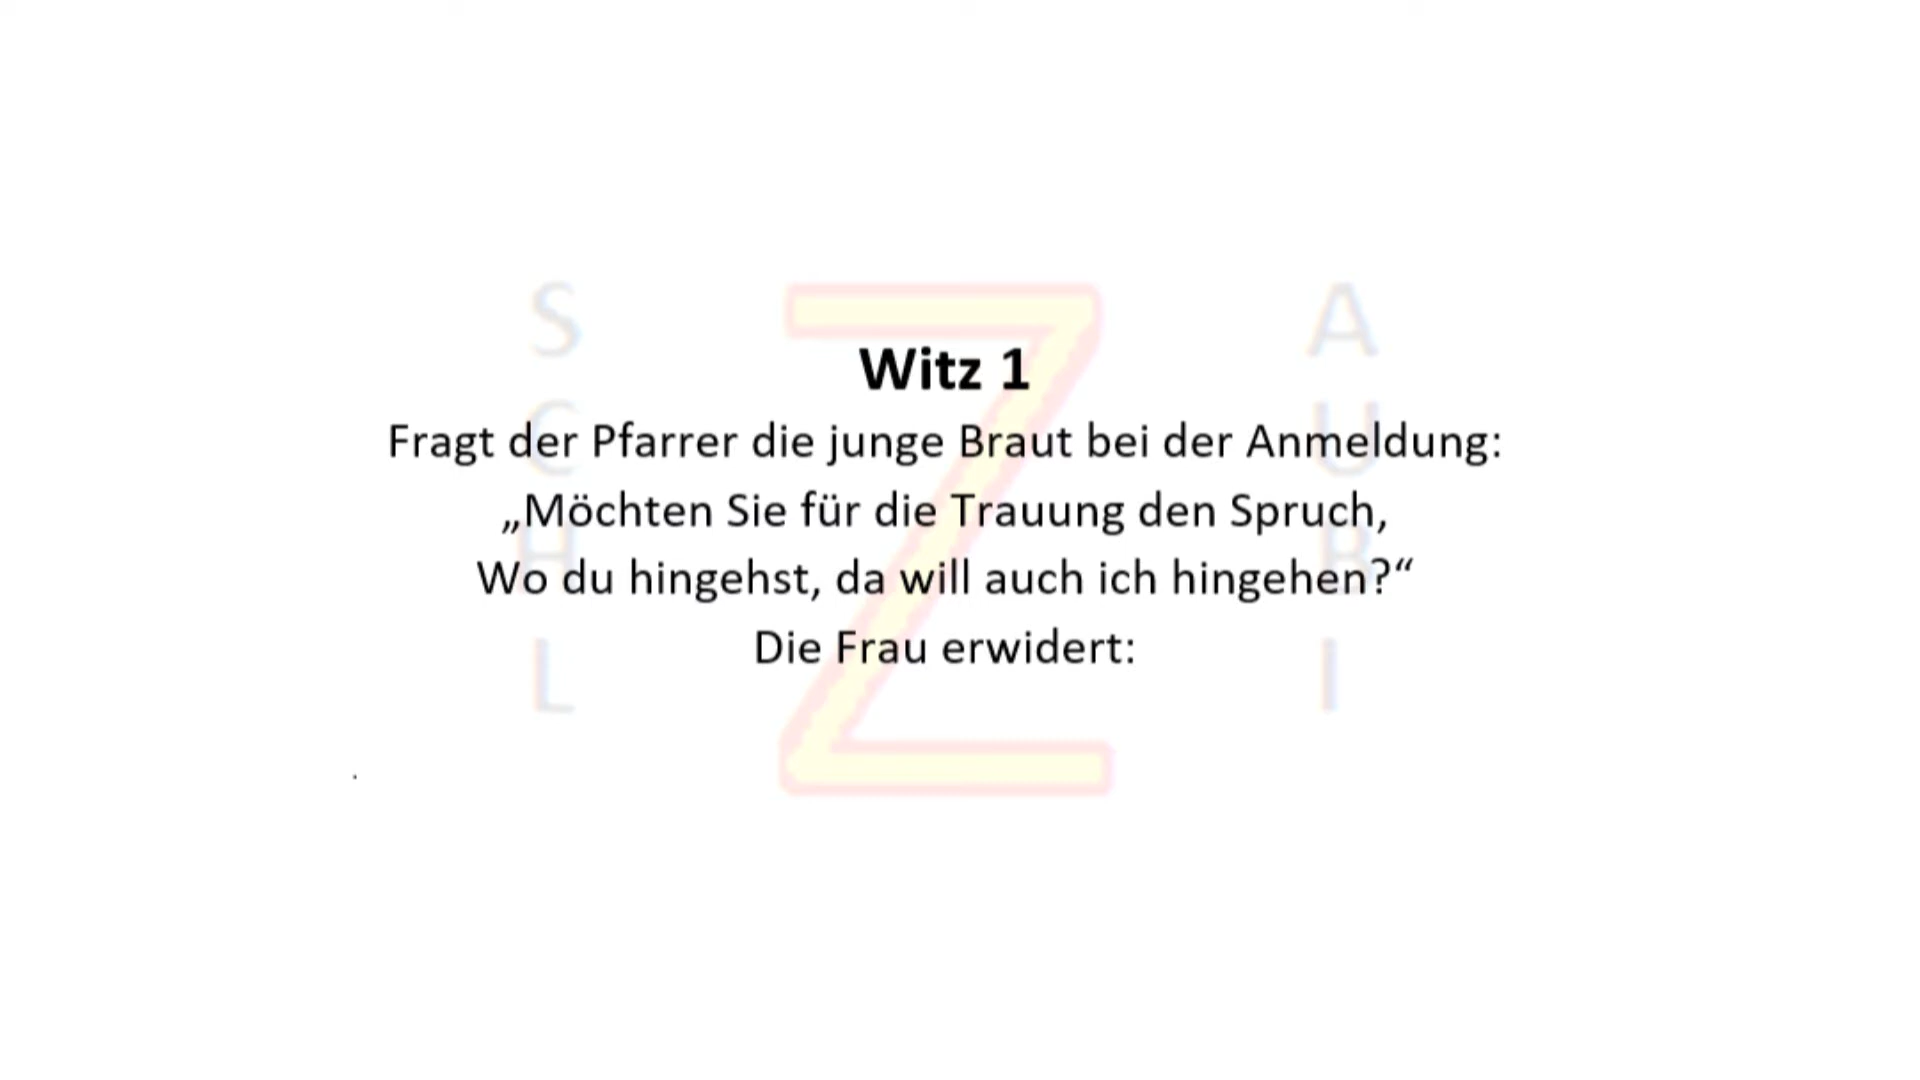 Witz 1
Fragt der Pfarrer die junge Braut bei der Anmeldung:
„Möchten Sie für die Trauung den Spruch,
Wo du hingehst, da will auch ich hingehen?“
Die Frau erwidert:
S
C
H
L
Z
A
U
B
I
.